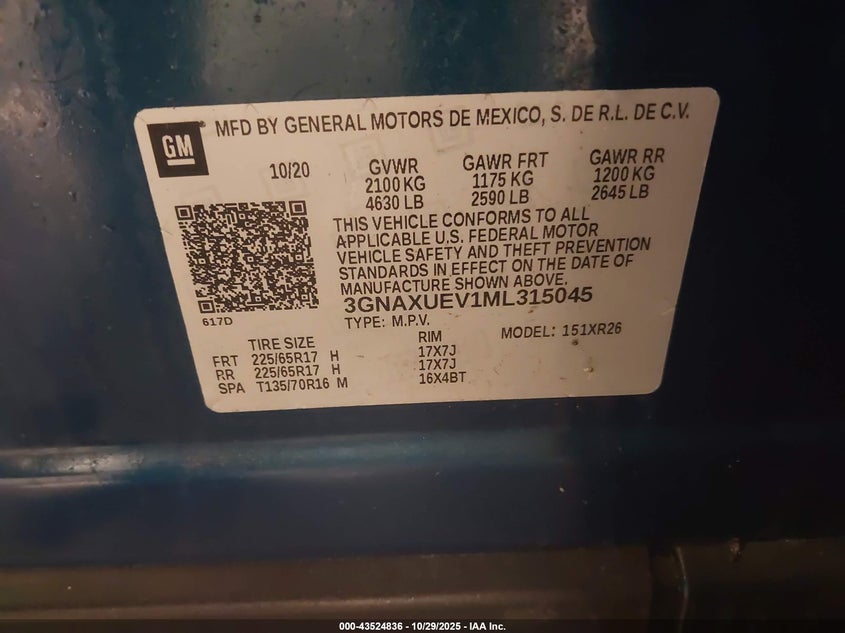 GM MFD BY GENERAL MOTORS DE MEXICO, S. DE R.L. DE C.V.
10/20 GVWR GAWR FRT GAWR RR
2100 KG 1175 KG 1200 KG
4630 LB 2590 LB 2645 LB
THIS VEHICLE CONFORMS TO ALL
APPLICABLE U.S. FEDERAL MOTOR
VEHICLE SAFETY AND THEFT PREVENTION
STANDARDS IN EFFECT ON THE DATE OF
MANUFACTURE SHOWN ABOVE.
3GNAXUEV1ML315045
617D
TYPE: M.P.V. MODEL: 151XR26
TIRE SIZE RIM
FRT 225/65R17 H 17X7J
RR 225/65R17 H 17X7J
SPA T135/70R16 M 16X4BT
000-43524836 - 10/29/2025 - IAA Inc.